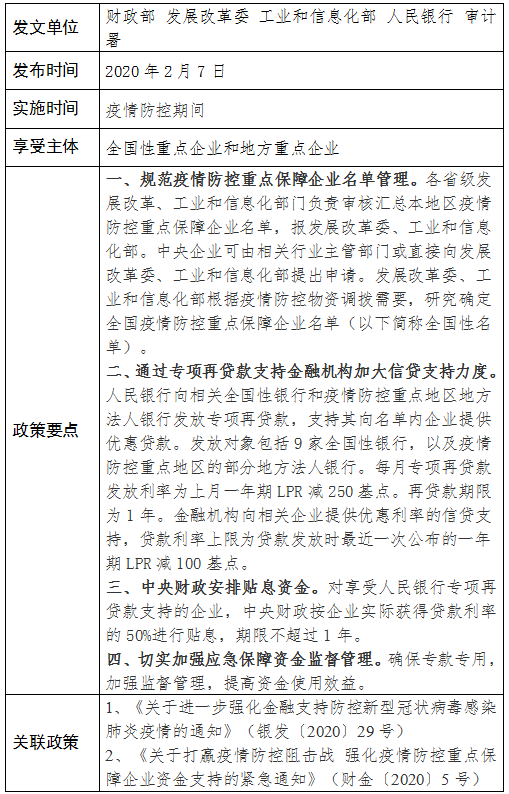 发文单位
财政部 发展改革委 工业和信息化部 人民银行 审计
署
发布时间
2020年2月7日
实施时间
疫情防控期间
享受主体
全国性重点企业和地方重点企业
政策要点
一、规范疫情防控重点保障企业名单管理。各省级发
展改革、工业和信息化部门负责审核汇总本地区疫情
防控重点保障企业名单，报发展改革委、工业和信息
化部。中央企业可由相关行业主管部门或直接向发展
改革委、工业和信息化部提出申请。发展改革委、工
业和信息化部根据疫情防控物资调拨需要，研究确定
全国疫情防控重点保障企业名单（以下简称全国性名
单）。
二、通过专项再贷款支持金融机构加大信贷支持力度。
人民银行向相关全国性银行和疫情防控重点地区地方
法人银行发放专项再贷款，支持其向名单内企业提供
优惠贷款。发放对象包括9家全国性银行，以及疫情
防控重点地区的部分地方法人银行。每月专项再贷款
发放利率为上月一年期LPR减250基点。再贷款期限
为1年。金融机构向相关企业提供优惠利率的信贷支
持，贷款利率上限为贷款发放时最近一次公布的一年
期LPR减100基点。
三、中央财政安排贴息资金。对享受人民银行专项再
贷款支持的企业，中央财政按企业实际获得贷款利率
的50%进行贴息，期限不超过1年。
四、切实加强应急保障资金监督管理。确保专款专用，
加强监督管理，提高资金使用效益。
关联政策
1、《关于进一步强化金融支持防控新型冠状病毒感染
肺炎疫情的通知》（银发〔2020〕29号）
2、《关于打赢疫情防控阻击战 强化疫情防控重点保
障企业资金支持的紧急通知》（财金〔2020〕5号）